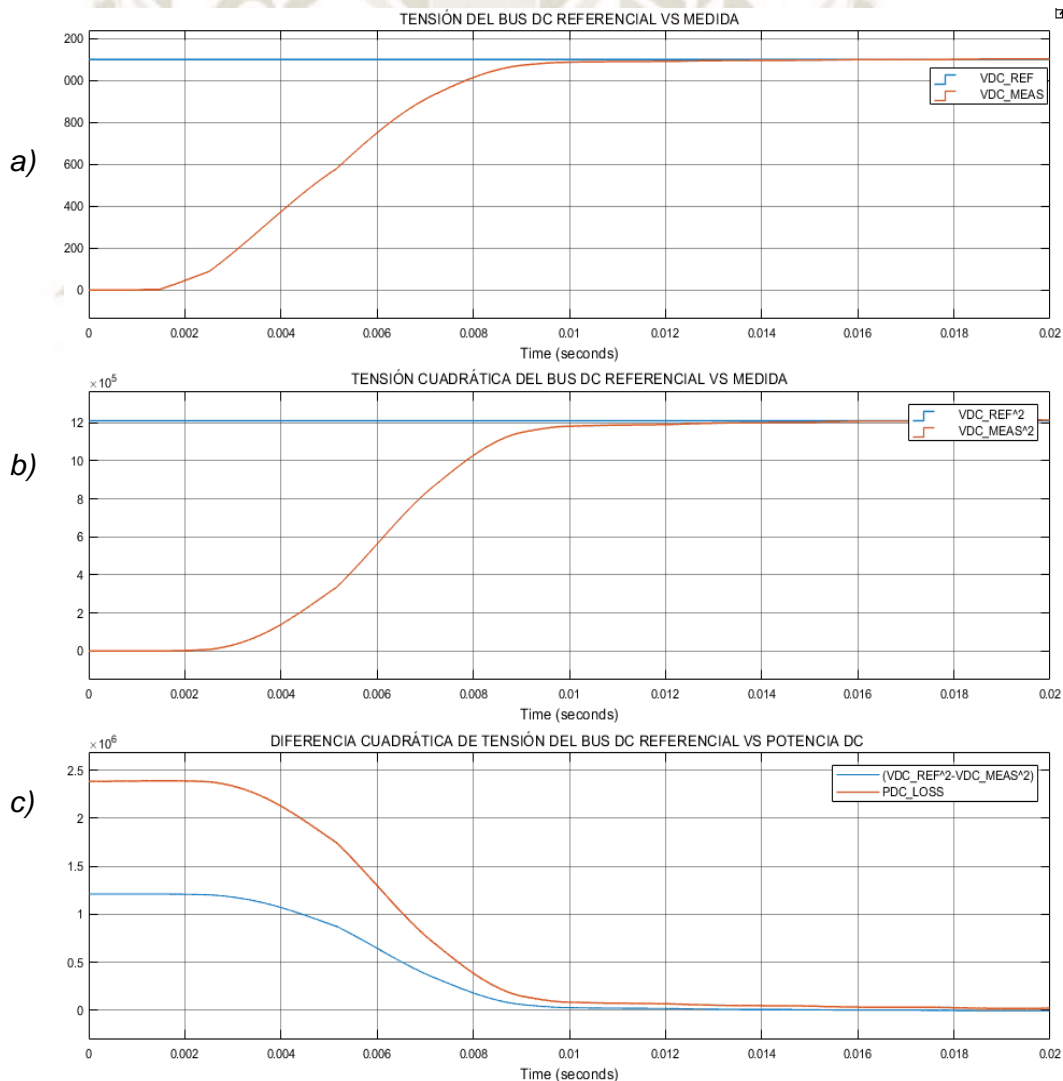 TENSIÓN DEL BUS DC REFERENCIAL VS MEDIDA
a)
200
000
800
600
400
200
0
VDC_REF
VDC_MEAS
0 0.002 0.004 0.006 0.008 0.01 0.012 0.014 0.016 0.018 0.02
Time (seconds)
×10^5
TENSIÓN CUADRÁTICA DEL BUS DC REFERENCIAL VS MEDIDA
b)
12
10
8
6
4
2
0
VDC_REF^2
VDC_MEAS^2
0 0.002 0.004 0.006 0.008 0.01 0.012 0.014 0.016 0.018 0.02
Time (seconds)
×10^6
DIFERENCIA CUADRÁTICA DE TENSIÓN DEL BUS DC REFERENCIAL VS POTENCIA DC
c)
2.5
2
1.5
1
0.5
0
(VDC_REF^2-VDC_MEAS^2)
PDC_LOSS
0 0.002 0.004 0.006 0.008 0.01 0.012 0.014 0.016 0.018 0.02
Time (seconds)